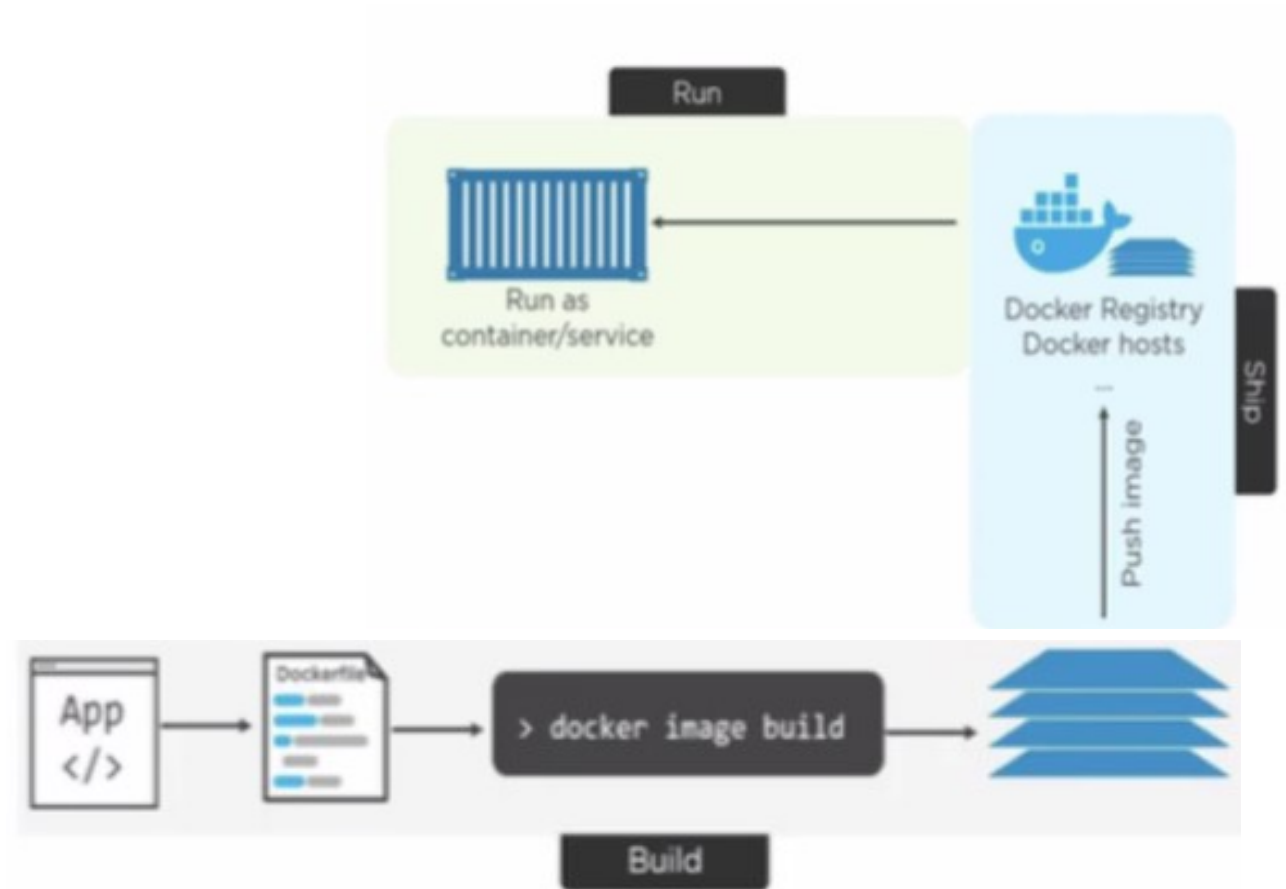 Run
Run as
container/service
Docker Registry
Docker hosts
...
Ship
Push image
App
</>
Dockerfile
> docker image build
Build